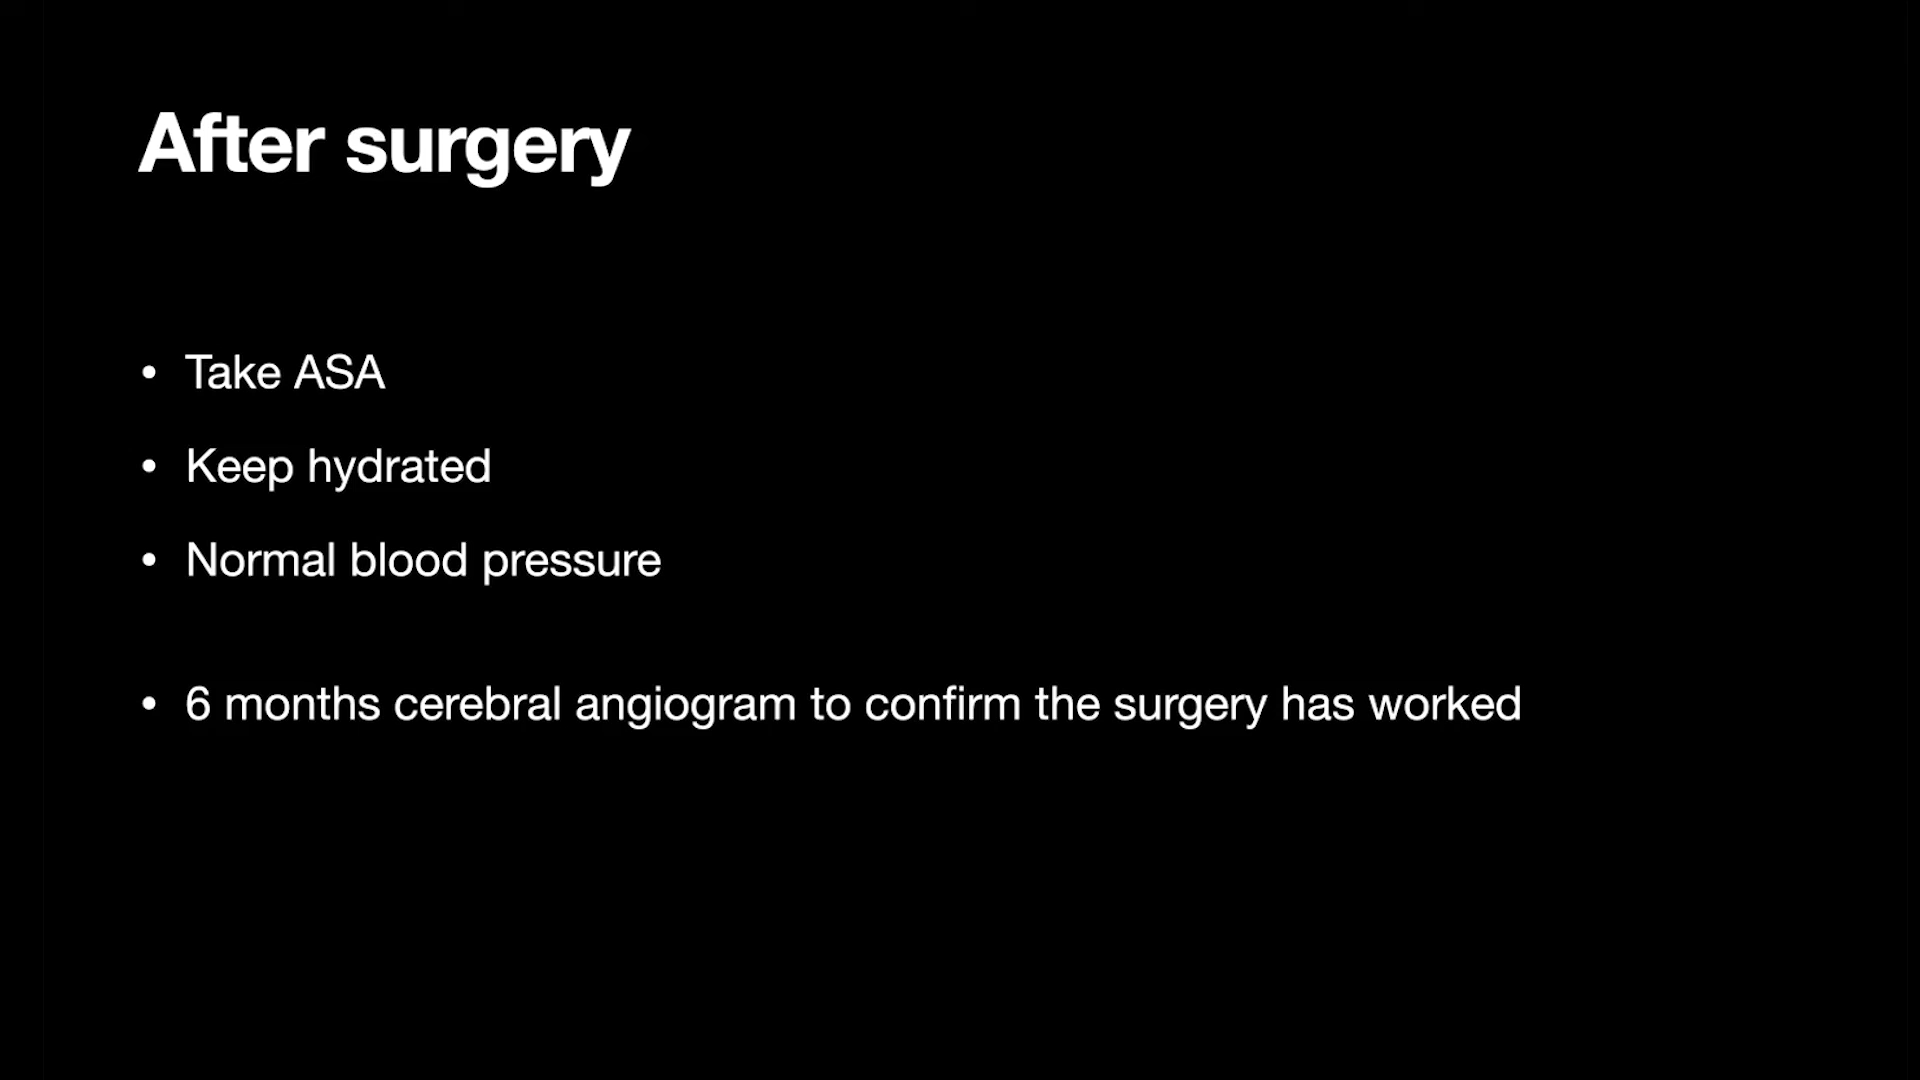 After surgery
• Take ASA
• Keep hydrated
• Normal blood pressure
• 6 months cerebral angiogram to confirm the surgery has worked